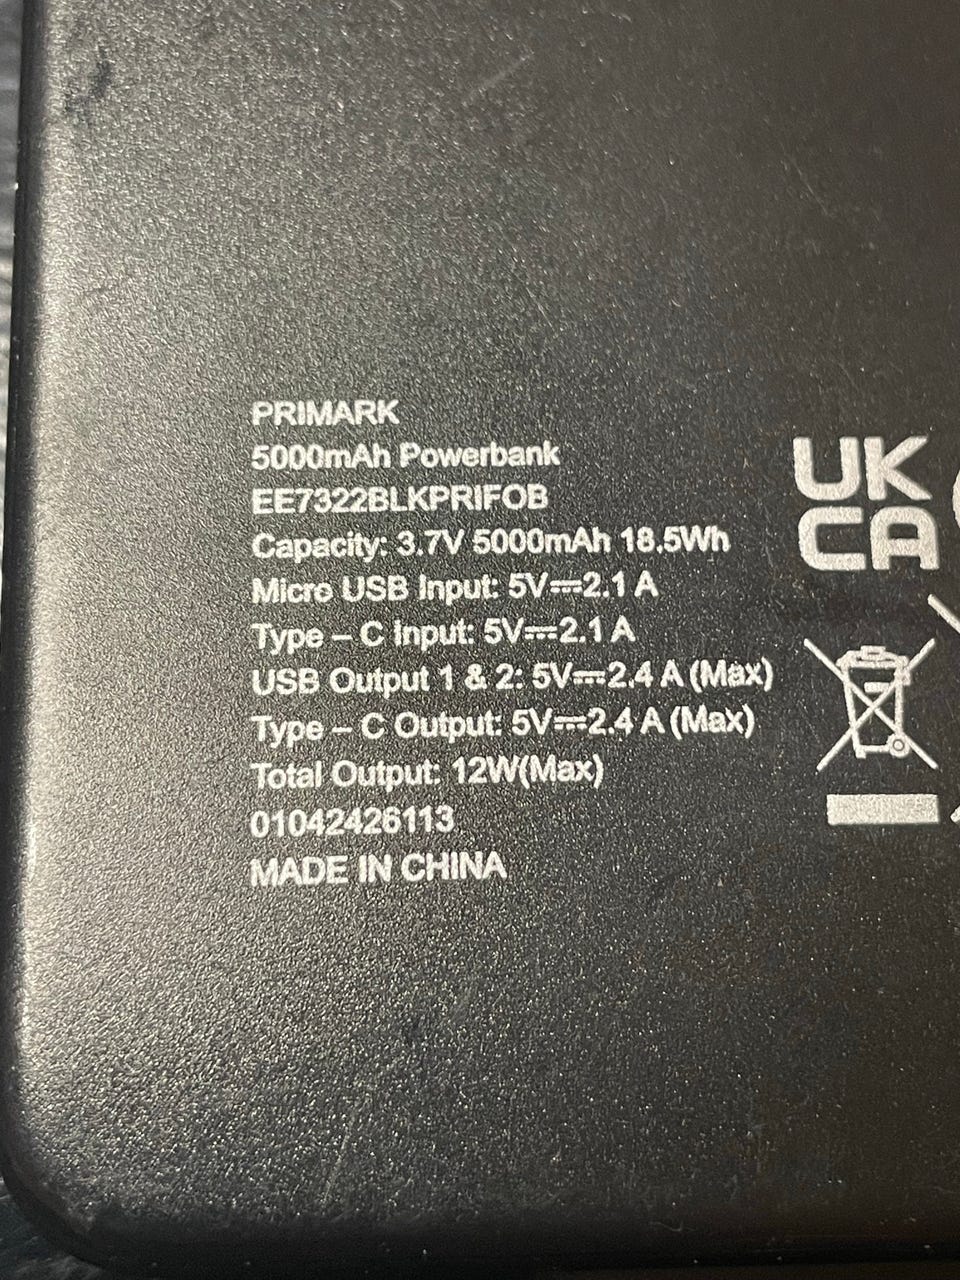 PRIMARK
5000mAh Powerbank
EE7322BLKPRIFOB
Capacity: 3.7V 5000mAh 18.5Wh
Micro USB Input: 5V⎓2.1 A
Type – C Input: 5V⎓2.1 A
USB Output 1 & 2: 5V⎓2.4 A (Max)
Type – C Output: 5V⎓2.4 A (Max)
Total Output: 12W(Max)
01042426113
MADE IN CHINA
UK
CA